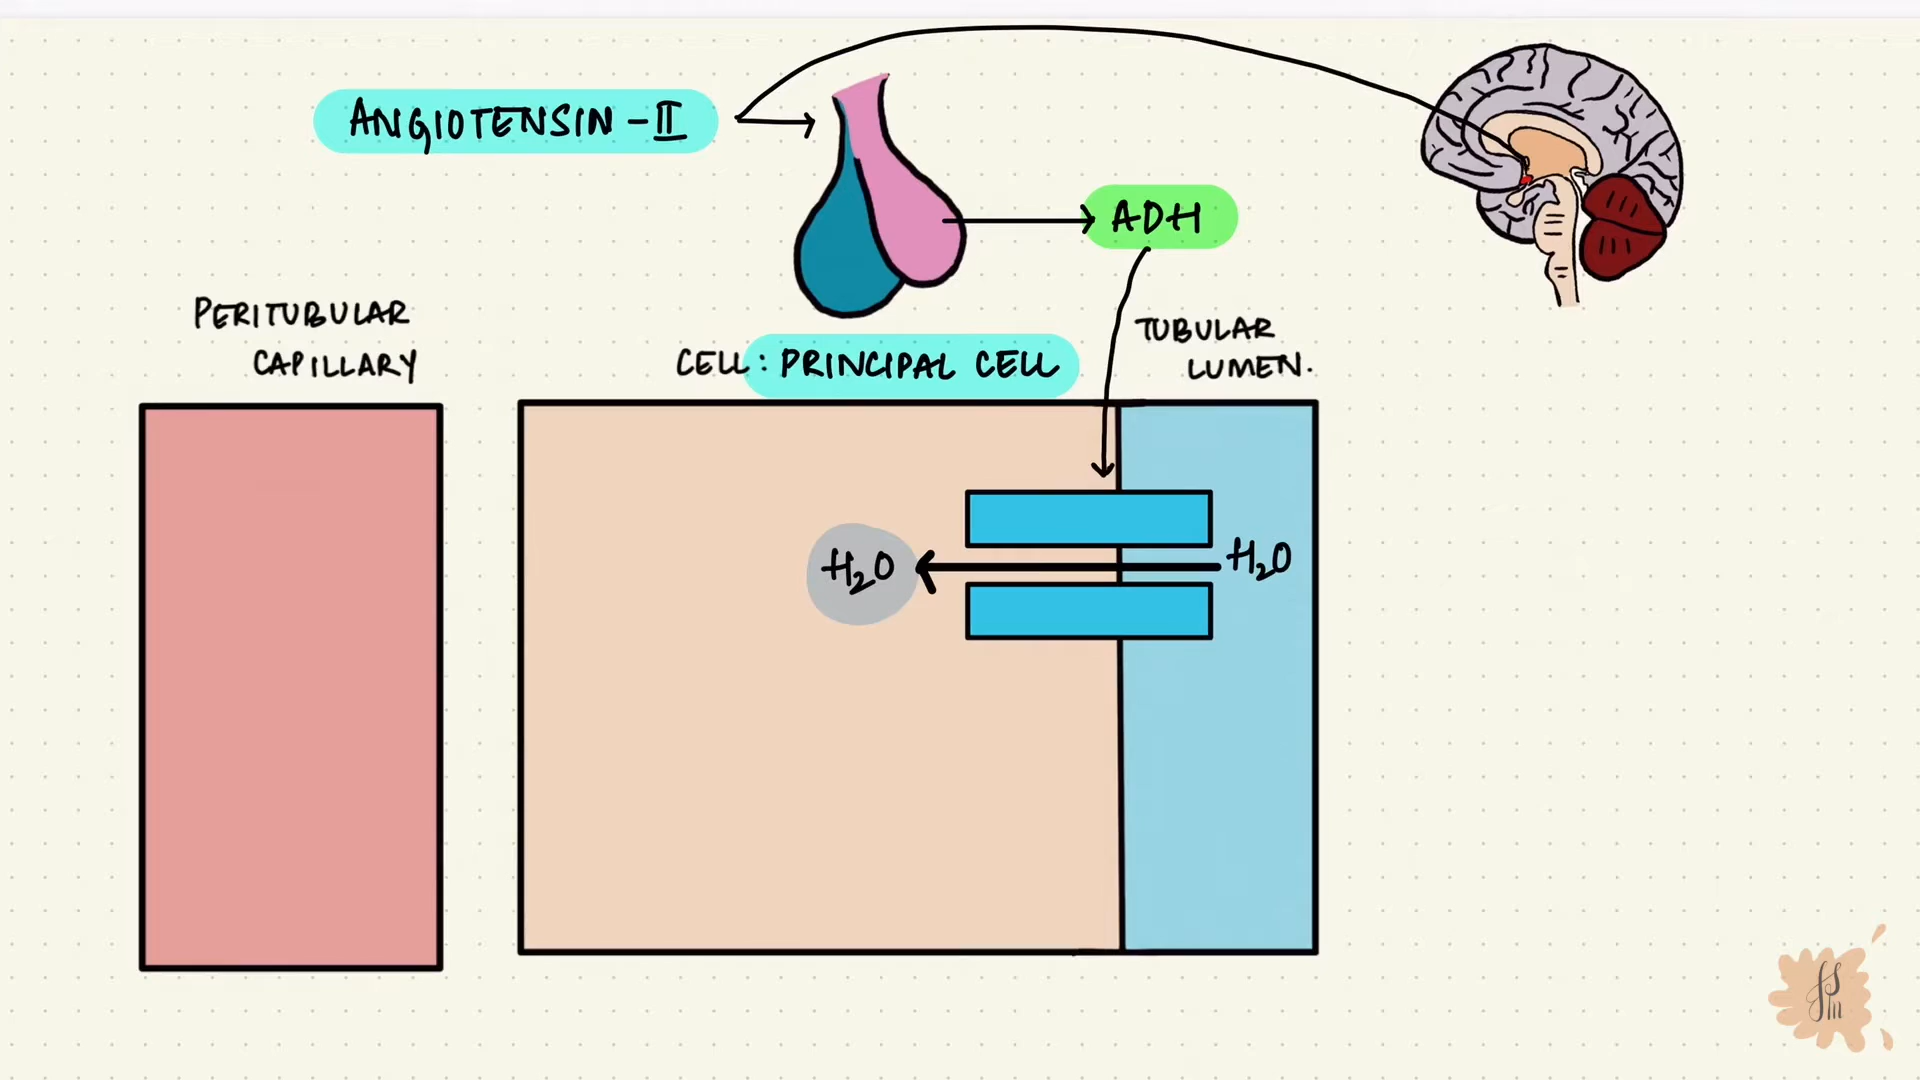 ANGIOTENSIN-II
ADH
PERITUBULAR
CAPILLARY
CELL: PRINCIPAL CELL
TUBULAR
LUMEN.
H₂O
H₂O